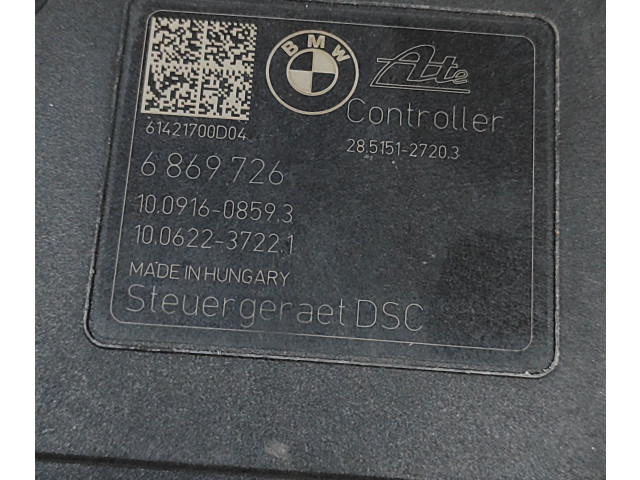 BMW
Ate
Controller
61421700D04
28.5151-2720.3
6 869 726
10.0916-0859.3
10.0622-3722.1
MADE IN HUNGARY
Steuergeraet DSC